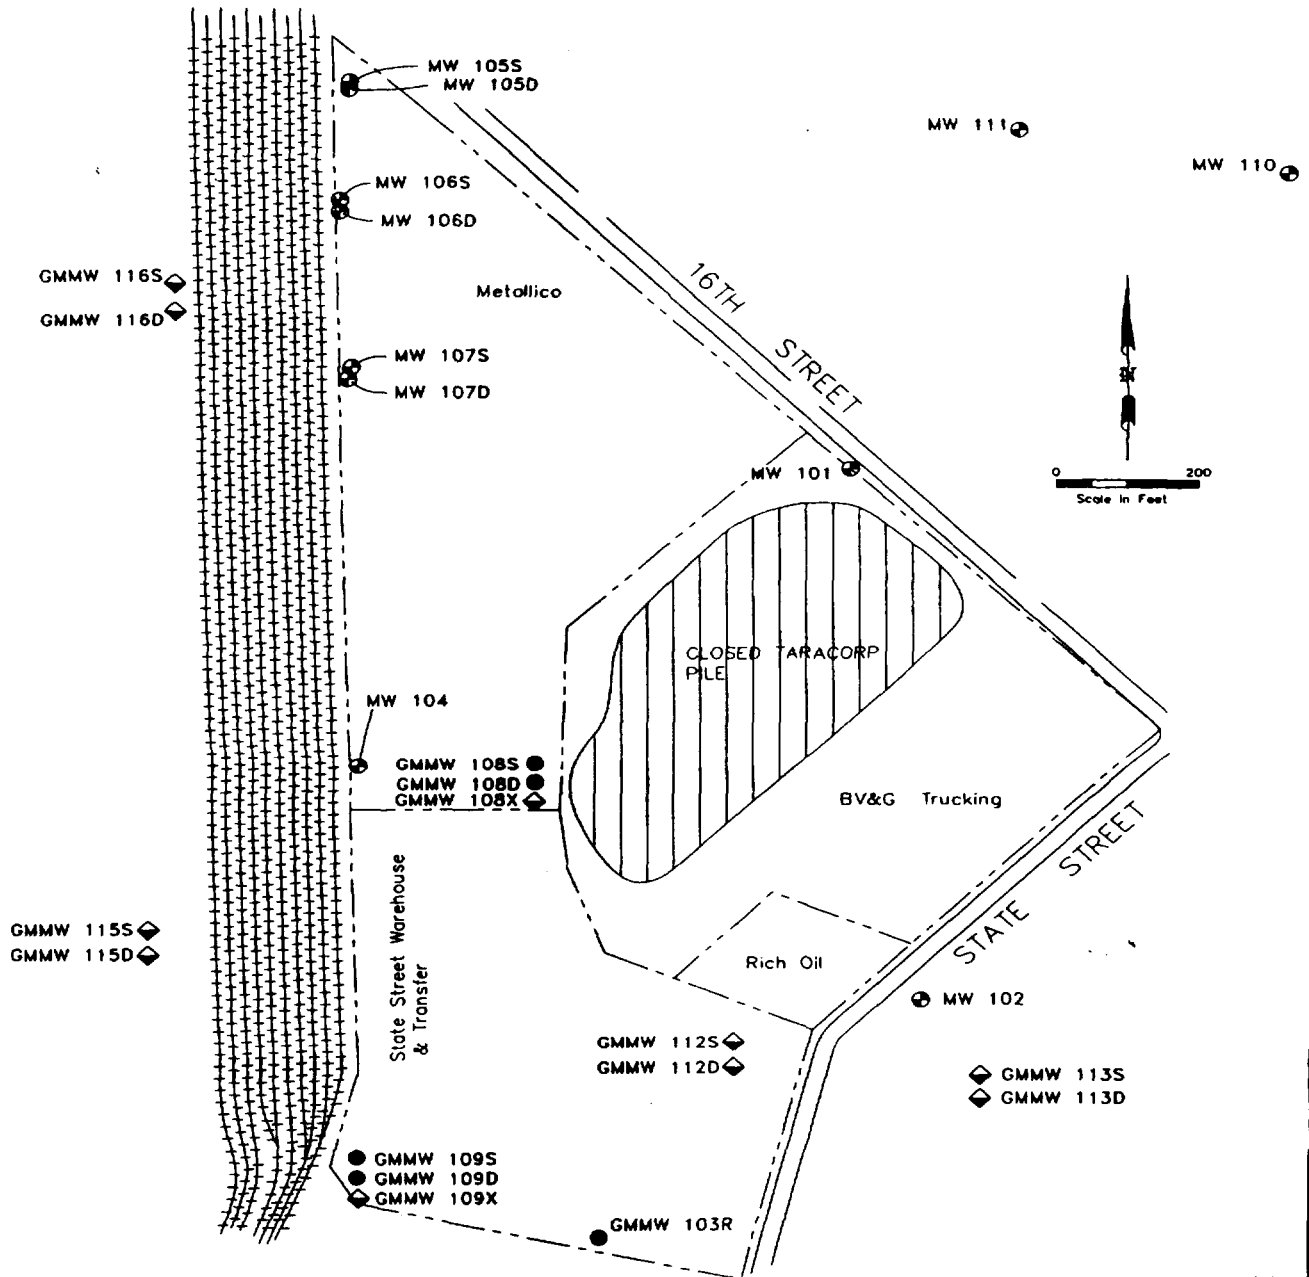 MW 105S
MW 105D
MW 111
MW 110
MW 106S
MW 106D
GMMW 116S
GMMW 116D
Metallico
16TH STREET
MW 107S
MW 107D
N
MW 101
0 200
Scale In Feet
CLOSED TARACORP
PILE
MW 104
GMMW 108S
GMMW 108D
GMMW 108X
BV&G Trucking
STATE STREET
State Street Warehouse
& Transfer
GMMW 115S
GMMW 115D
Rich Oil
MW 102
GMMW 112S
GMMW 112D
GMMW 113S
GMMW 113D
GMMW 109S
GMMW 109D
GMMW 109X
GMMW 103R